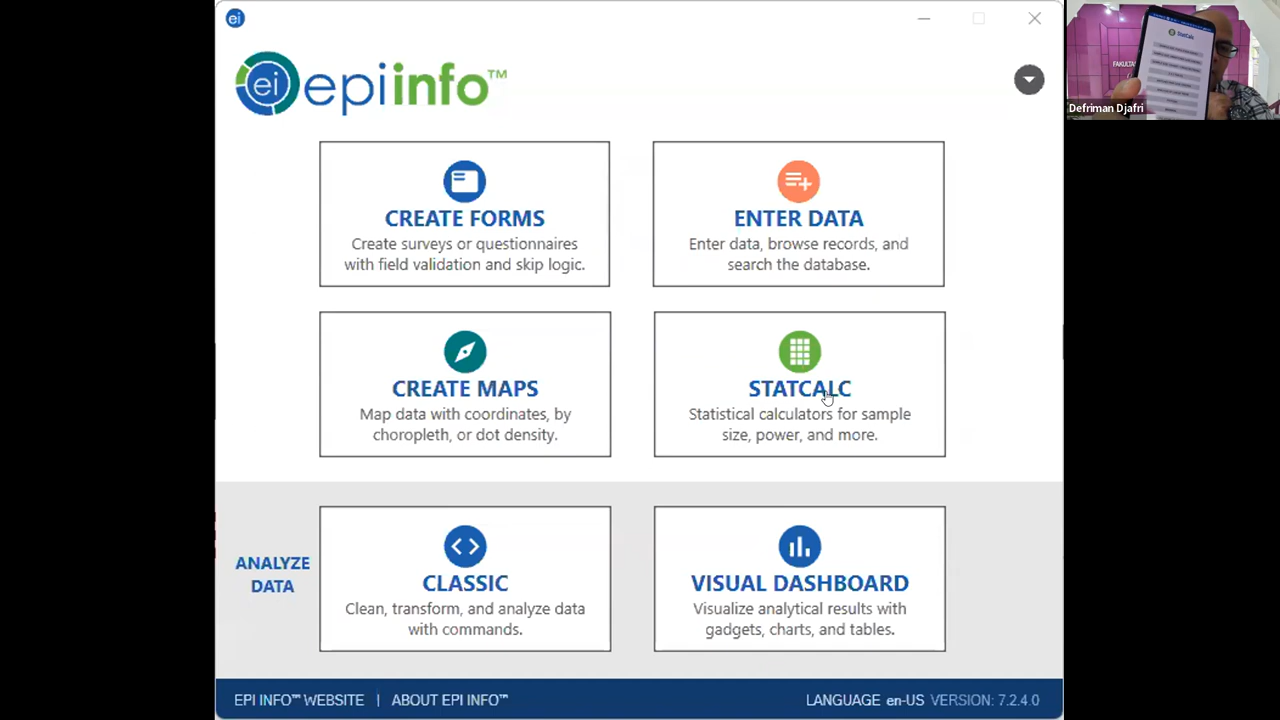 ei
ei epiinfo™
CREATE FORMS
Create surveys or questionnaires
with field validation and skip logic.
ENTER DATA
Enter data, browse records, and
search the database.
CREATE MAPS
Map data with coordinates, by
choropleth, or dot density.
STATCALC
Statistical calculators for sample
size, power, and more.
ANALYZE
DATA
CLASSIC
Clean, transform, and analyze data
with commands.
VISUAL DASHBOARD
Visualize analytical results with
gadgets, charts, and tables.
EPI INFO™ WEBSITE | ABOUT EPI INFO™
LANGUAGE en-US VERSION: 7.2.4.0
StatCalc
FAKUL
Defriman Djafri